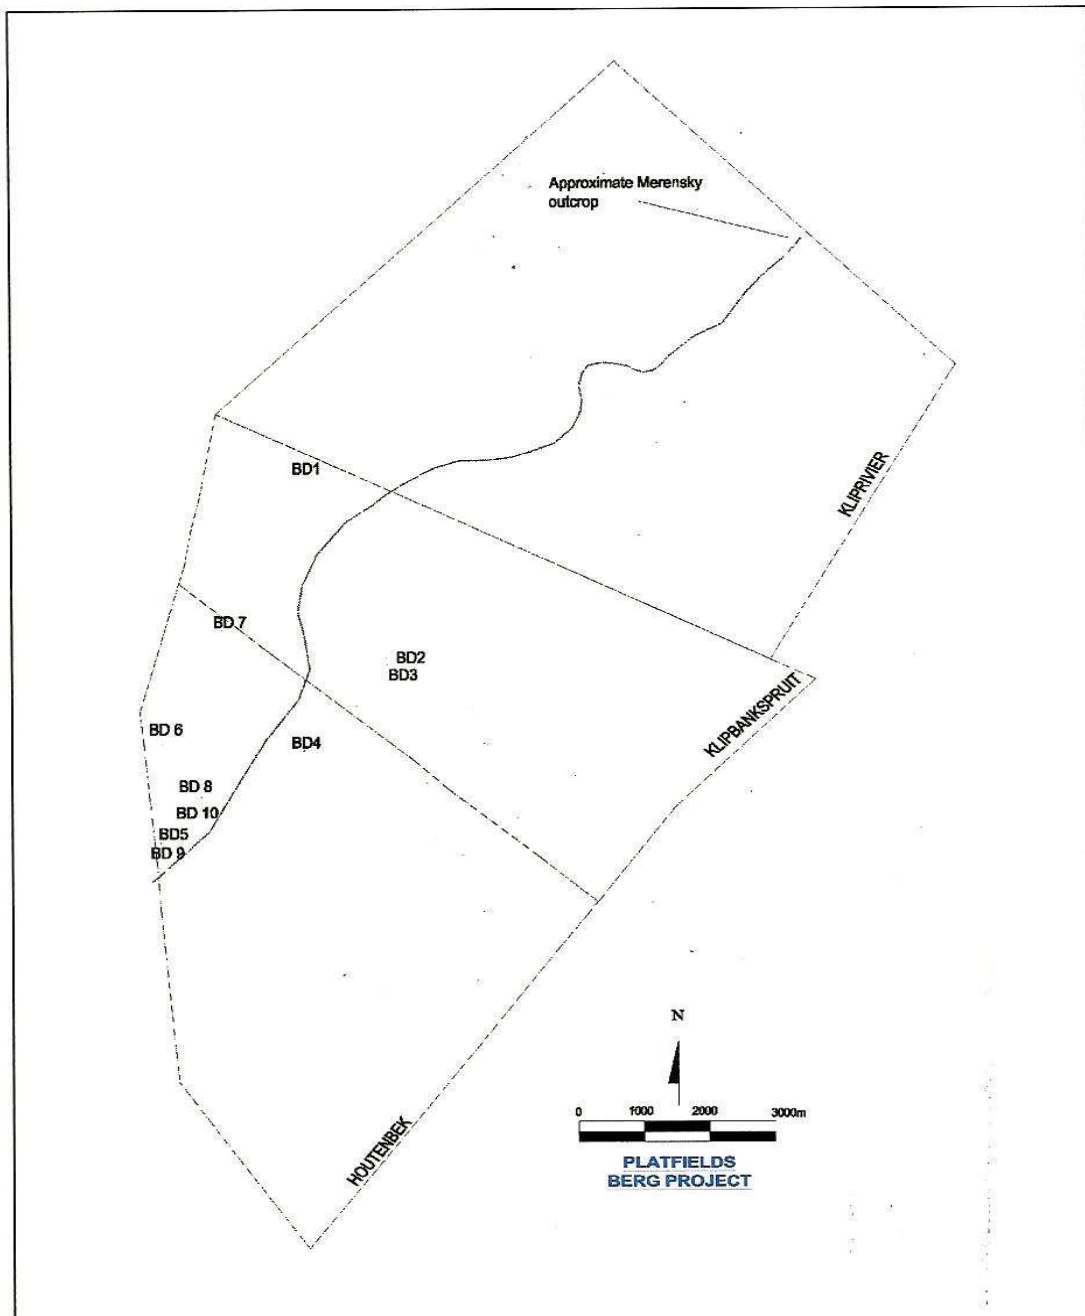 Approximate Merensky
outcrop
KLIPRIVIER
BD1
BD 7
BD2
BD3
KLIPBANKSPRUIT
BD 6
BD4
BD 8
BD 10
BD5
BD 9
N
0 1000 2000 3000m
HOUTENBEK
PLATFIELDS
BERG PROJECT